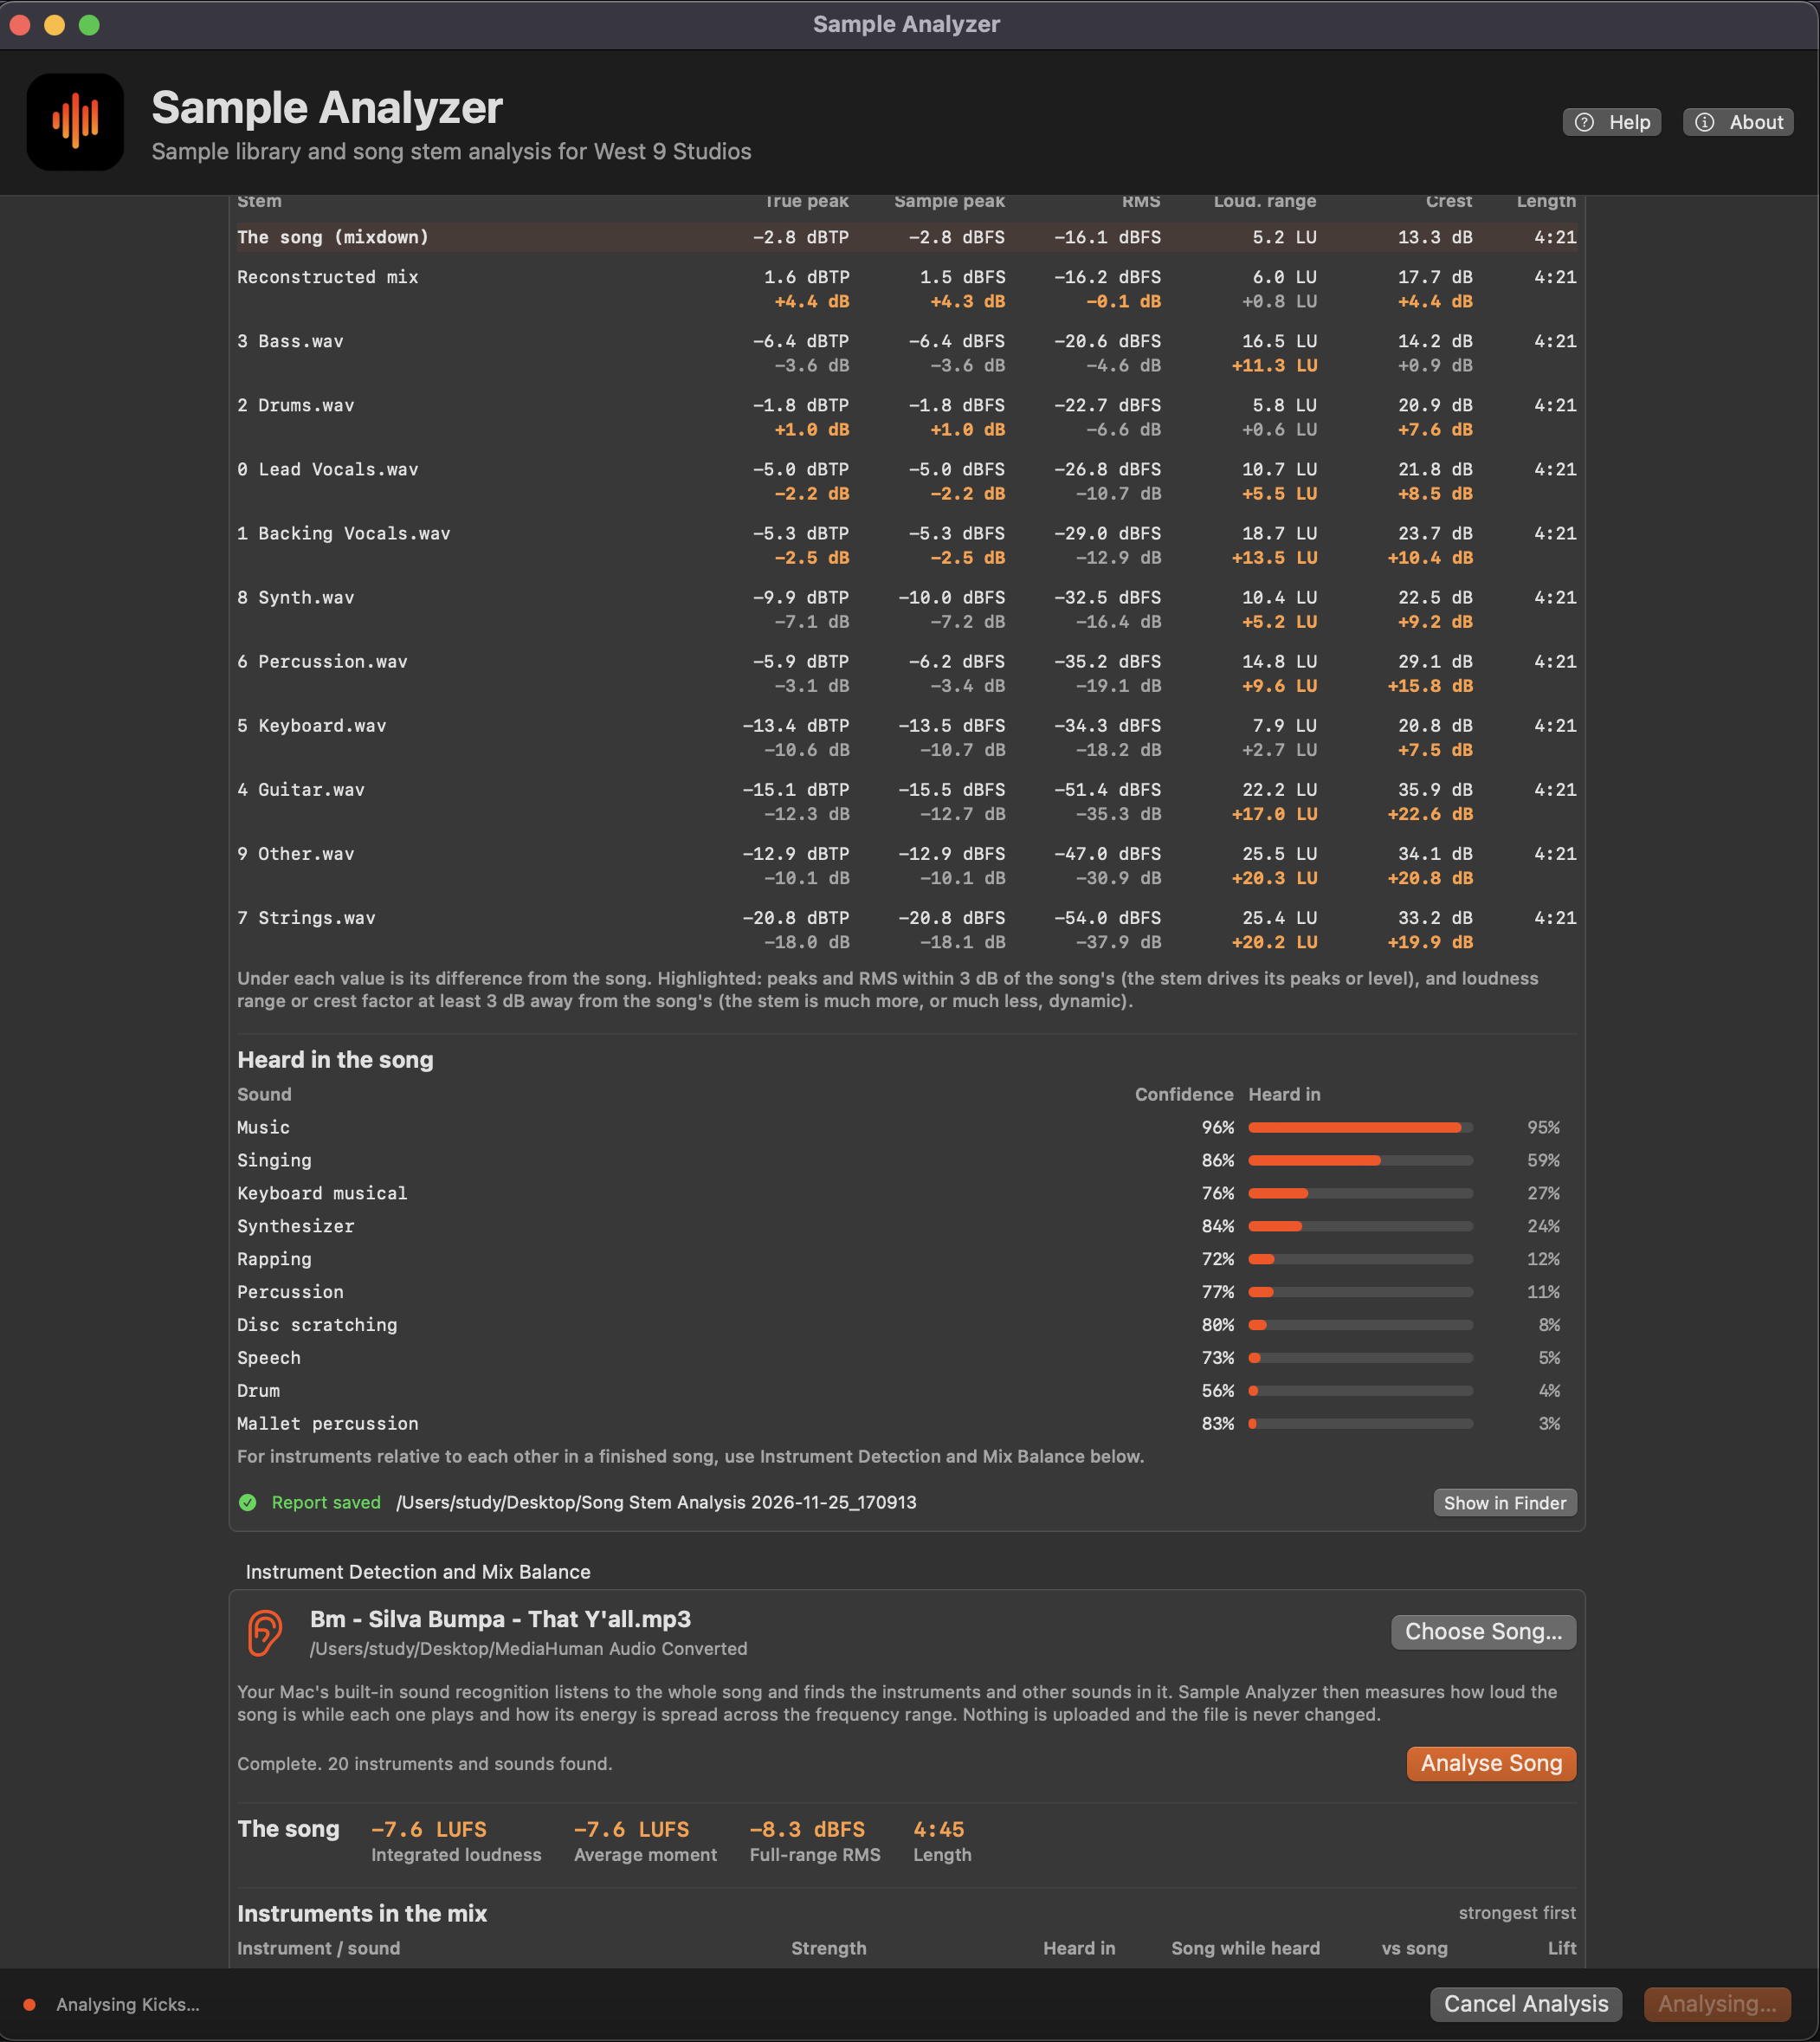 Sample Analyzer
Sample Analyzer
Sample library and song stem analysis for West 9 Studios
Help
About
Stem True peak Sample peak RMS Loud. range Crest Length
The song (mixdown) −2.8 dBTP −2.8 dBFS −16.1 dBFS 5.2 LU 13.3 dB 4:21
Reconstructed mix 1.6 dBTP 1.5 dBFS −16.2 dBFS 6.0 LU 17.7 dB 4:21
+4.4 dB +4.3 dB −0.1 dB +0.8 LU +4.4 dB
3 Bass.wav −6.4 dBTP −6.4 dBFS −20.6 dBFS 16.5 LU 14.2 dB 4:21
−3.6 dB −3.6 dB −4.6 dB +11.3 LU +0.9 dB
2 Drums.wav −1.8 dBTP −1.8 dBFS −22.7 dBFS 5.8 LU 20.9 dB 4:21
+1.0 dB +1.0 dB −6.6 dB +0.6 LU +7.6 dB
0 Lead Vocals.wav −5.0 dBTP −5.0 dBFS −26.8 dBFS 10.7 LU 21.8 dB 4:21
−2.2 dB −2.2 dB −10.7 dB +5.5 LU +8.5 dB
1 Backing Vocals.wav −5.3 dBTP −5.3 dBFS −29.0 dBFS 18.7 LU 23.7 dB 4:21
−2.5 dB −2.5 dB −12.9 dB +13.5 LU +10.4 dB
8 Synth.wav −9.9 dBTP −10.0 dBFS −32.5 dBFS 10.4 LU 22.5 dB 4:21
−7.1 dB −7.2 dB −16.4 dB +5.2 LU +9.2 dB
6 Percussion.wav −5.9 dBTP −6.2 dBFS −35.2 dBFS 14.8 LU 29.1 dB 4:21
−3.1 dB −3.4 dB −19.1 dB +9.6 LU +15.8 dB
5 Keyboard.wav −13.4 dBTP −13.5 dBFS −34.3 dBFS 7.9 LU 20.8 dB 4:21
−10.6 dB −10.7 dB −18.2 dB +2.7 LU +7.5 dB
4 Guitar.wav −15.1 dBTP −15.5 dBFS −51.4 dBFS 22.2 LU 35.9 dB 4:21
−12.3 dB −12.7 dB −35.3 dB +17.0 LU +22.6 dB
9 Other.wav −12.9 dBTP −12.9 dBFS −47.0 dBFS 25.5 LU 34.1 dB 4:21
−10.1 dB −10.1 dB −30.9 dB +20.3 LU +20.8 dB
7 Strings.wav −20.8 dBTP −20.8 dBFS −54.0 dBFS 25.4 LU 33.2 dB 4:21
−18.0 dB −18.1 dB −37.9 dB +20.2 LU +19.9 dB
Under each value is its difference from the song. Highlighted: peaks and RMS within 3 dB of the song's (the stem drives its peaks or level), and loudness
range or crest factor at least 3 dB away from the song's (the stem is much more, or much less, dynamic).
Heard in the song
Sound Confidence Heard in
Music 96% 95%
Singing 86% 59%
Keyboard musical 76% 27%
Synthesizer 84% 24%
Rapping 72% 12%
Percussion 77% 11%
Disc scratching 80% 8%
Speech 73% 5%
Drum 56% 4%
Mallet percussion 83% 3%
For instruments relative to each other in a finished song, use Instrument Detection and Mix Balance below.
Report saved /Users/study/Desktop/Song Stem Analysis 2026-11-25_170913 Show in Finder
Instrument Detection and Mix Balance
Bm - Silva Bumpa - That Y'all.mp3
/Users/study/Desktop/MediaHuman Audio Converted
Choose Song...
Your Mac's built-in sound recognition listens to the whole song and finds the instruments and other sounds in it. Sample Analyzer then measures how loud the
song is while each one plays and how its energy is spread across the frequency range. Nothing is uploaded and the file is never changed.
Complete. 20 instruments and sounds found. Analyse Song
The song −7.6 LUFS −7.6 LUFS −8.3 dBFS 4:45
Integrated loudness Average moment Full-range RMS Length
Instruments in the mix strongest first
Instrument / sound Strength Heard in Song while heard vs song Lift
Analysing Kicks... Cancel Analysis Analysing...